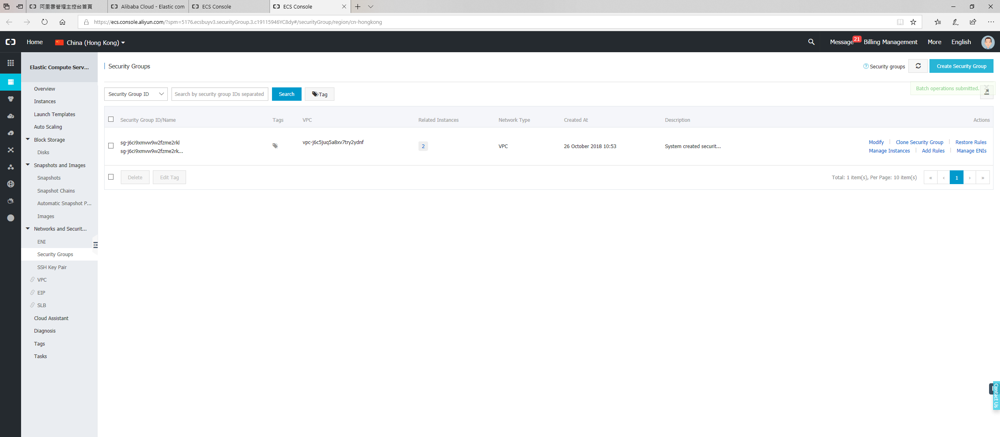 阿里雲管理主控台首頁
Alibaba Cloud - Elastic com
ECS Console
ECS Console
https://ecs.console.aliyun.com/?spm=5176.ecsbuyv3.securityGroup.3.c19115946YC8dy#/securityGroup/region/cn-hongkong
Home
China (Hong Kong)
Message
21
Billing Management
More
English
Elastic Compute Serv...
Overview
Instances
Launch Templates
Auto Scaling
Block Storage
Disks
Snapshots and Images
Snapshots
Snapshot Chains
Automatic Snapshot P...
Images
Networks and Securit...
ENI
Security Groups
SSH Key Pair
VPC
EIP
SLB
Cloud Assistant
Diagnosis
Tags
Tasks
Security Groups
Security groups
Create Security Group
Batch operations submitted.
Security Group ID
Search by security group IDs separated
Search
Tag
Security Group ID/Name
Tags
VPC
Related Instances
Network Type
Created At
Description
Actions
sg-j6ci9xmvw9w2fzme2rkl
sg-j6ci9xmvw9w2fzme2rk...
vpc-j6c5juq5a8xv7try2ydnf
2
VPC
26 October 2018 10:53
System created securit...
Modify | Clone Security Group | Restore Rules
Manage Instances | Add Rules | Manage ENIs
Delete
Edit Tag
Total: 1 item(s), Per Page: 10 item(s)
« ‹ 1 › »
Contact Us